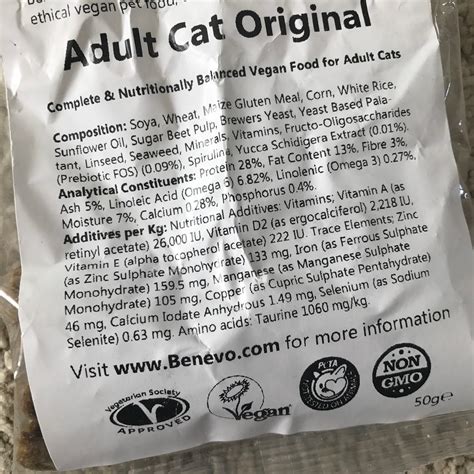 ethical vegan pet food,
Adult Cat Original
Complete & Nutritionally Balanced Vegan Food for Adult Cats
Composition: Soya, Wheat, Maize Gluten Meal, Corn, White Rice,
Sunflower Oil, Sugar Beet Pulp, Brewers Yeast, Yeast Based Pala-
tant, Linseed, Seaweed, Minerals, Vitamins, Fructo-Oligosaccharides
(Prebiotic FOS) (0.09%), Spirulina, Yucca Schidigera Extract (0.01%).
Analytical Constituents: Protein 28%, Fat Content 13%, Fibre 3%,
Ash 5%, Linoleic Acid (Omega 3) 6.82%, Linolenic (Omega 3) 0.27%,
Moisture 7%, Calcium 0.28%, Phosphorus 0.4%.
Additives per Kg: Nutritional Additives: Vitamins; Vitamin A (as
retinyl acetate) 26,000 IU, Vitamin D2 (as ergocalciferol) 2,218 IU,
Vitamin E (alpha tocopherol acetate) 222 IU. Trace Elements; Zinc
(as Zinc Sulphate Monohydrate) 133 mg, Iron (as Ferrous Sulphate
Monohydrate) 159.5 mg, Manganese (as Manganese Sulphate
Monohydrate) 105 mg, Copper (as Cupric Sulphate Pentahydrate)
46 mg, Calcium Iodate Anhydrous 1.49 mg, Selenium (as Sodium
Selenite) 0.63 mg. Amino acids: Taurine 1060 mg/kg.
Visit www.Benevo.com for more information
Vegetarian Society
APPROVED
Vegan
PETA
NOT TESTED ON ANIMALS
NON
GMO
50g e